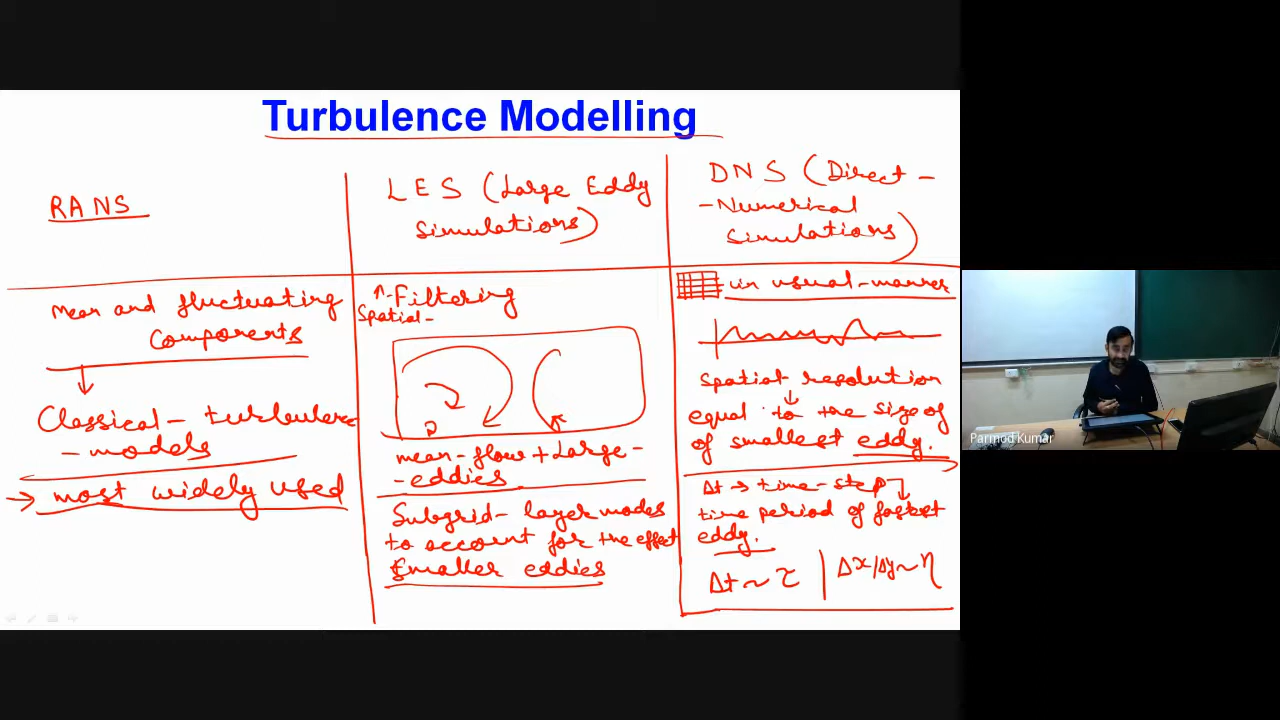 Turbulence Modelling
RANS
Mean and fluctuating
components
Classical - turbulence
- models
→ most widely used
LES (Large Eddy
simulations)
Filtering
Spatial -
mean - flow + Large -
- eddies
Subgrid - layer models
to account for the effect
smaller eddies
DNS (Direct -
- Numerical
simulations)
in usual - manner
spatial resolution
equal to the size of
of smallest eddy.
Δt → time - step
time period of fastest
eddy.
Δt ~ τ | Δx/Δy ~ η
Parmod Kumar